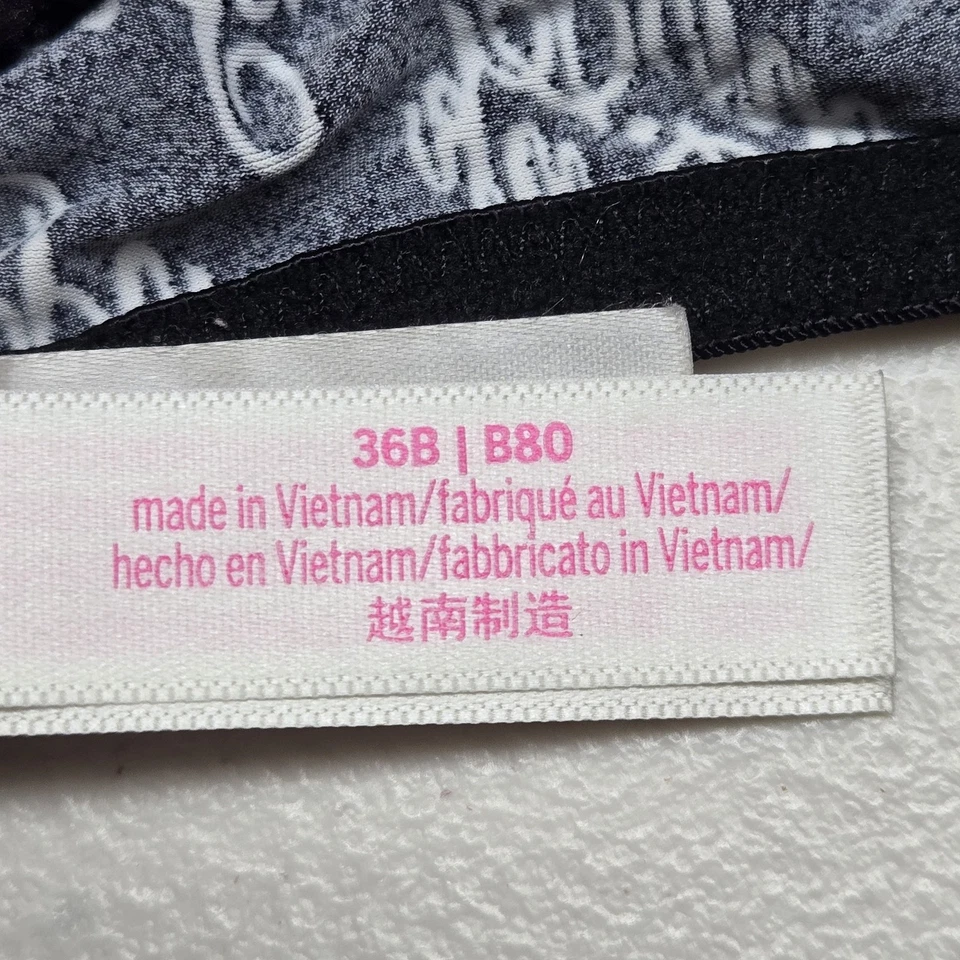 36B | B80
made in Vietnam/fabriqué au Vietnam/
hecho en Vietnam/fabbricato in Vietnam/
越南制造